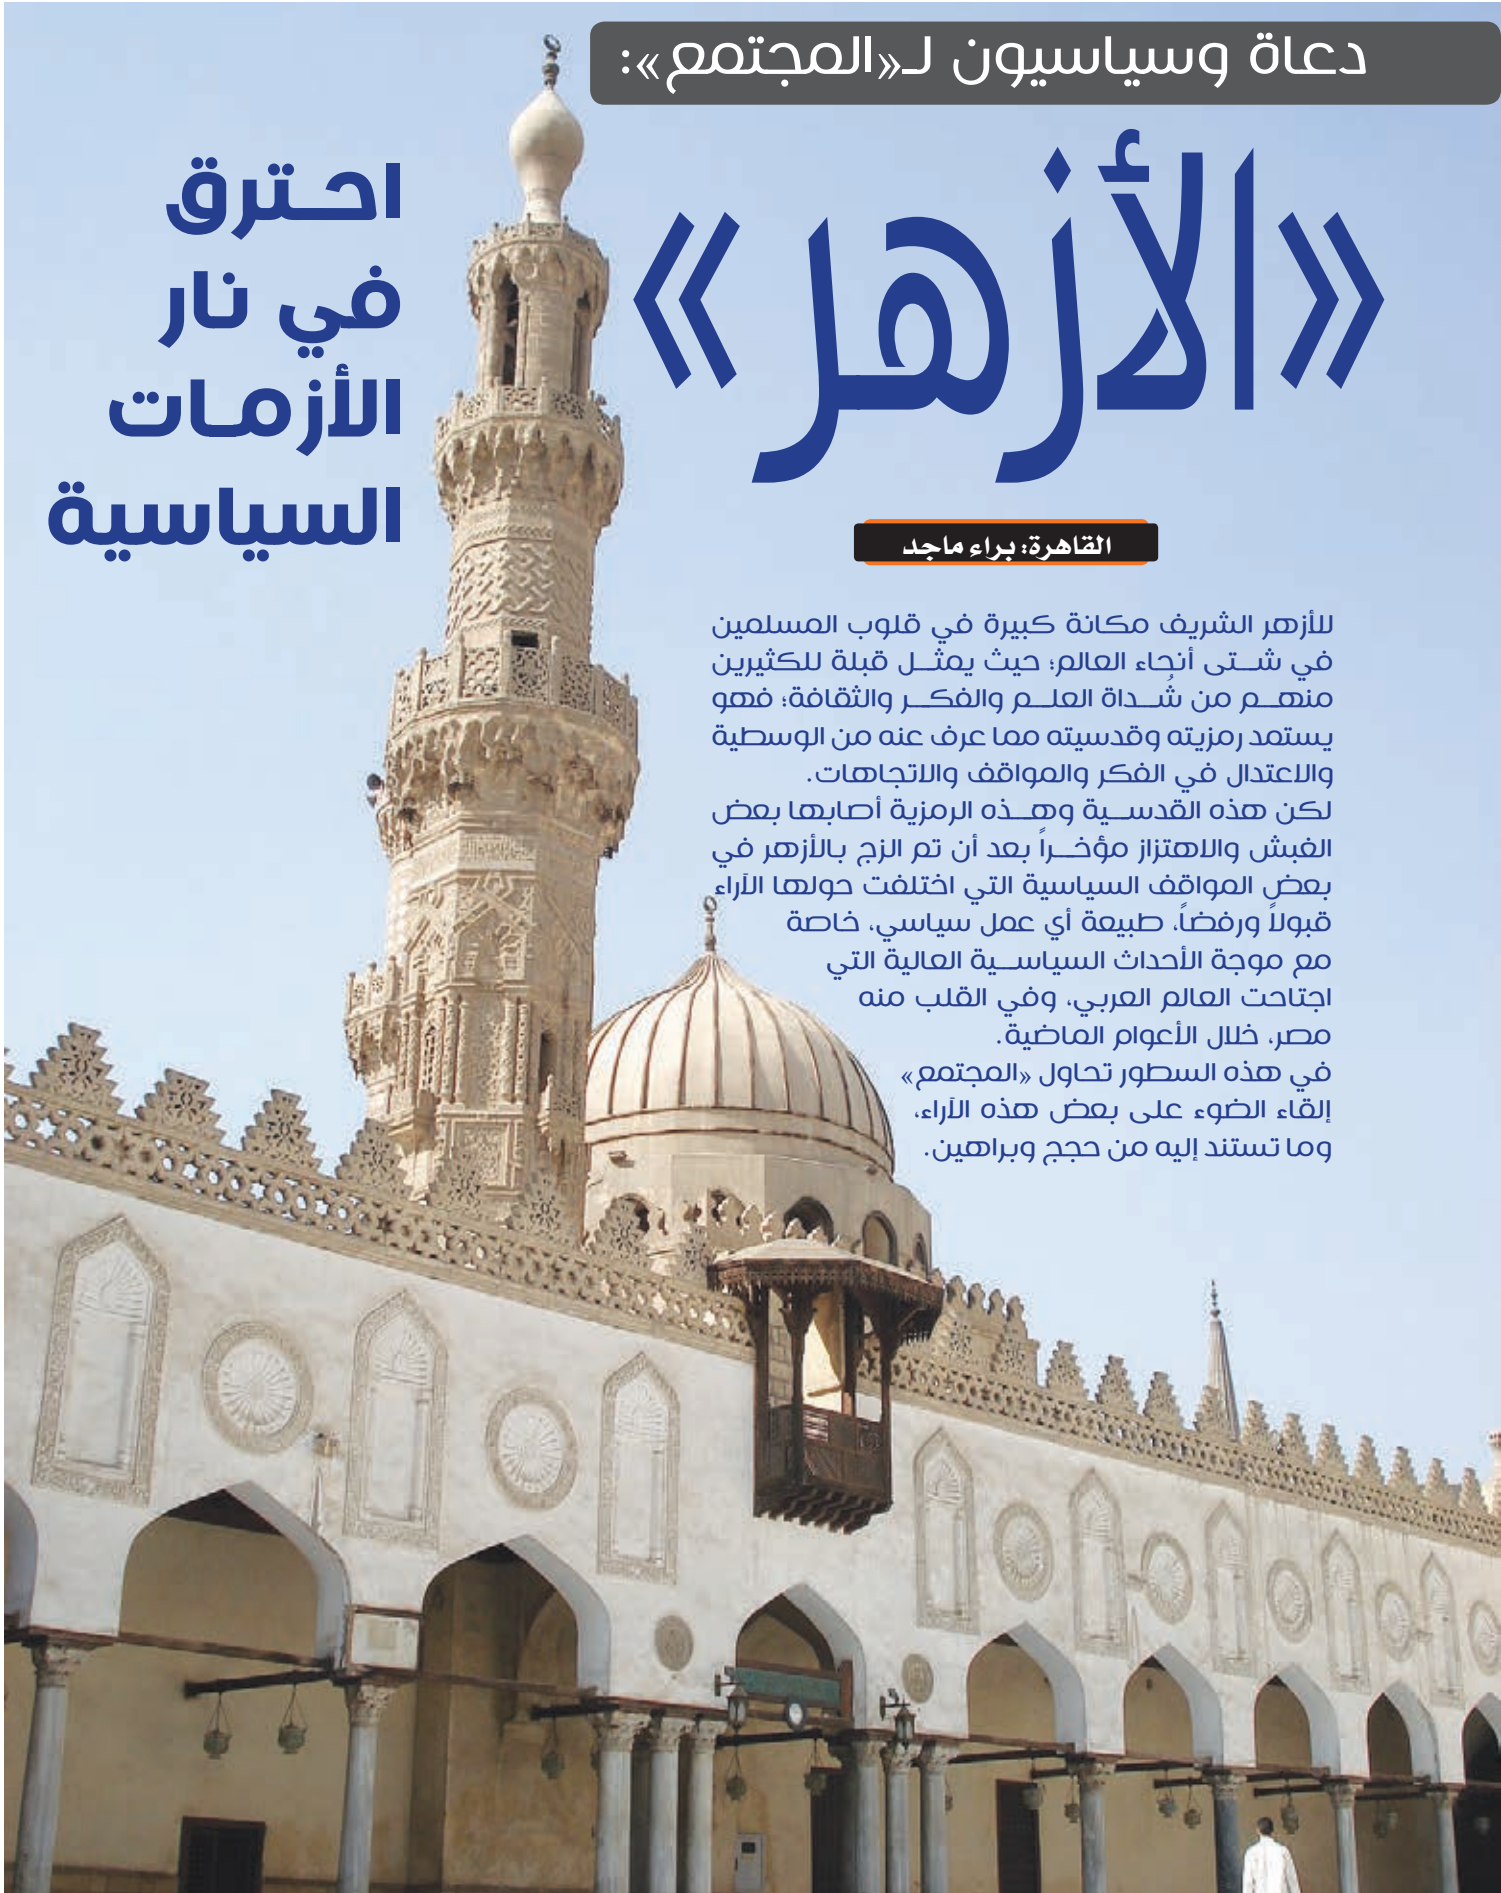 دعاة وسياسيون لـ«المجتمع»:
«الأزهر»
احترق
في نار
الأزمات
السياسية
القاهرة: براء ماجد
للأزهر الشريف مكانة كبيرة في قلوب المسلمين
في شتى أنحاء العالم؛ حيث يمثل قبلة للكثيرين
منهم من شُداة العلم والفكر والثقافة؛ فهو
يستمد رمزيته وقدسيته مما عرف عنه من الوسطية
والاعتدال في الفكر والمواقف والاتجاهات.
لكن هذه القدسية وهذه الرمزية أصابها بعض
الغبش والاهتزاز مؤخراً بعد أن تم الزج بالأزهر في
بعض المواقف السياسية التي اختلفت حولها الآراء
قبولاً ورفضاً، طبيعة أي عمل سياسي، خاصة
مع موجة الأحداث السياسية العالية التي
اجتاحت العالم العربي، وفي القلب منه
مصر، خلال الأعوام الماضية.
في هذه السطور تحاول «المجتمع»
إلقاء الضوء على بعض هذه الآراء،
وما تستند إليه من حجج وبراهين.